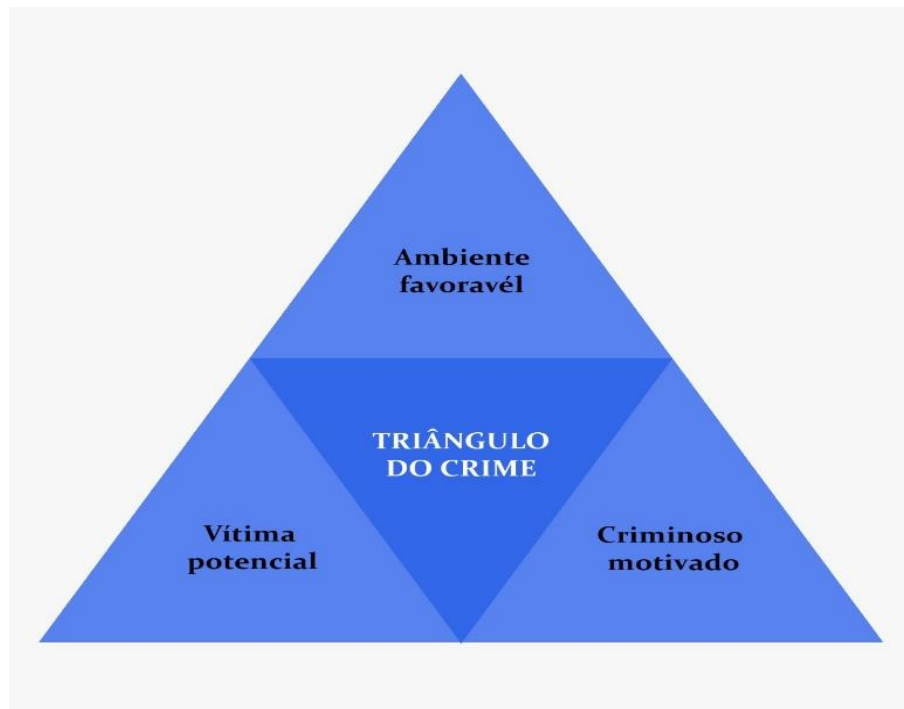 Ambiente
favoravél
TRIÂNGULO
DO CRIME
Vítima
potencial
Criminoso
motivado